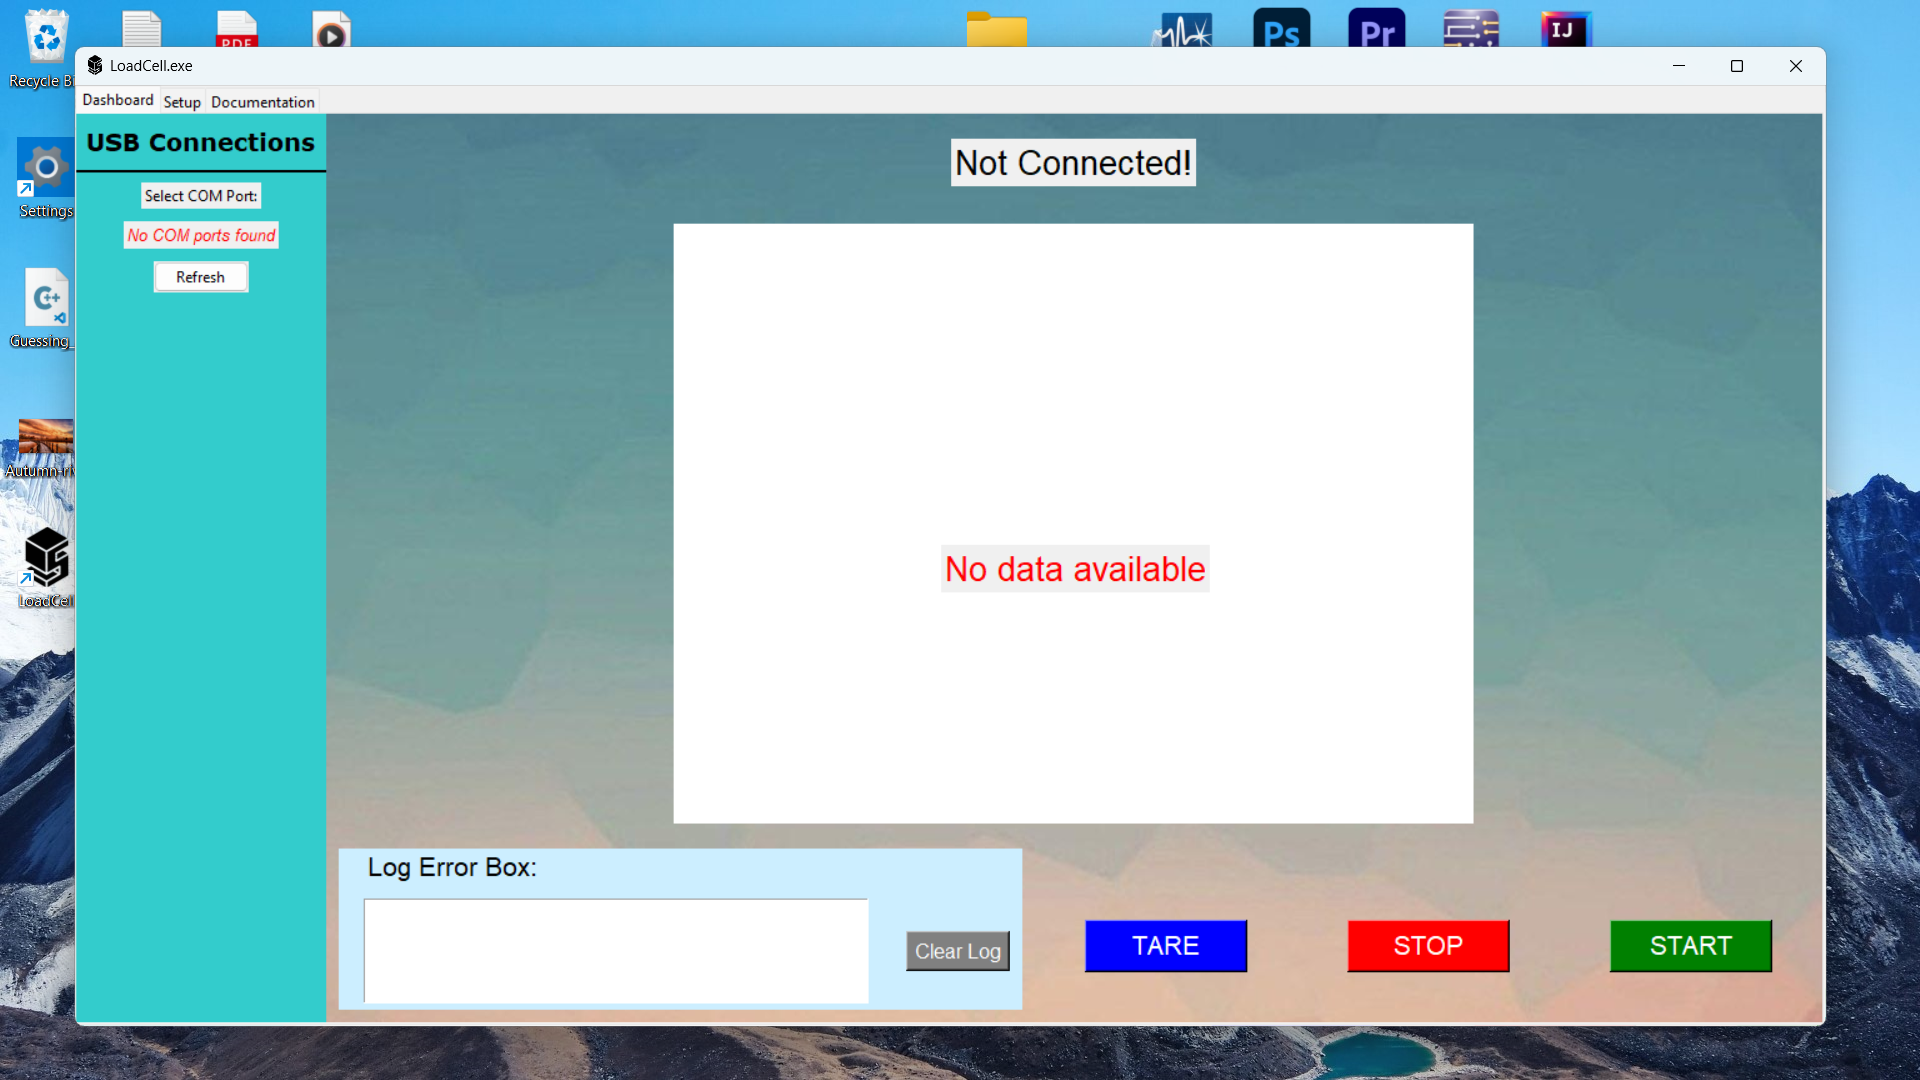 PDF
Ps
Pr
IJ
Recycle Bi
LoadCell.exe
Dashboard Setup Documentation
USB Connections
Select COM Port:
No COM ports found
Refresh
Not Connected!
No data available
Settings
C++
Guessing_
Autumn-ri
LoadCell
Log Error Box:
Clear Log
TARE
STOP
START